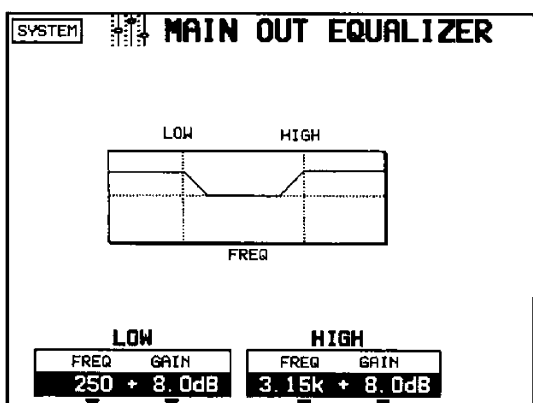 SYSTEM MAIN OUT EQUALIZER
LOW HIGH
FREQ
LOW HIGH
FREQ GAIN FREQ GAIN
250 + 8.0dB 3.15k + 8.0dB